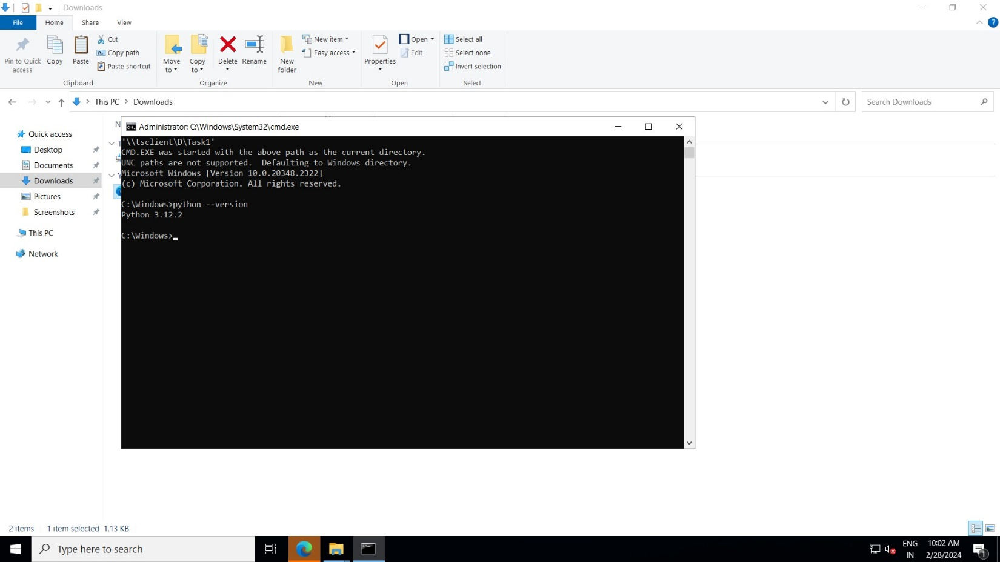 Downloads
File Home Share View
Pin to Quick access
Copy
Paste
Cut
Copy path
Paste shortcut
Clipboard
Move to
Copy to
Delete
Rename
Organize
New folder
New item
Easy access
New
Properties
Open
Edit
Open
Select all
Select none
Invert selection
Select
This PC > Downloads
Search Downloads
Quick access
Desktop
Documents
Downloads
Pictures
Screenshots
This PC
Network
Administrator: C:\Windows\System32\cmd.exe
'\\tsclient\D\Task1'
CMD.EXE was started with the above path as the current directory.
UNC paths are not supported.  Defaulting to Windows directory.
Microsoft Windows [Version 10.0.20348.2322]
(c) Microsoft Corporation. All rights reserved.
C:\Windows>python --version
Python 3.12.2
C:\Windows>
2 items 1 item selected 1.13 KB
Type here to search
ENG
IN
10:02 AM
2/28/2024
1